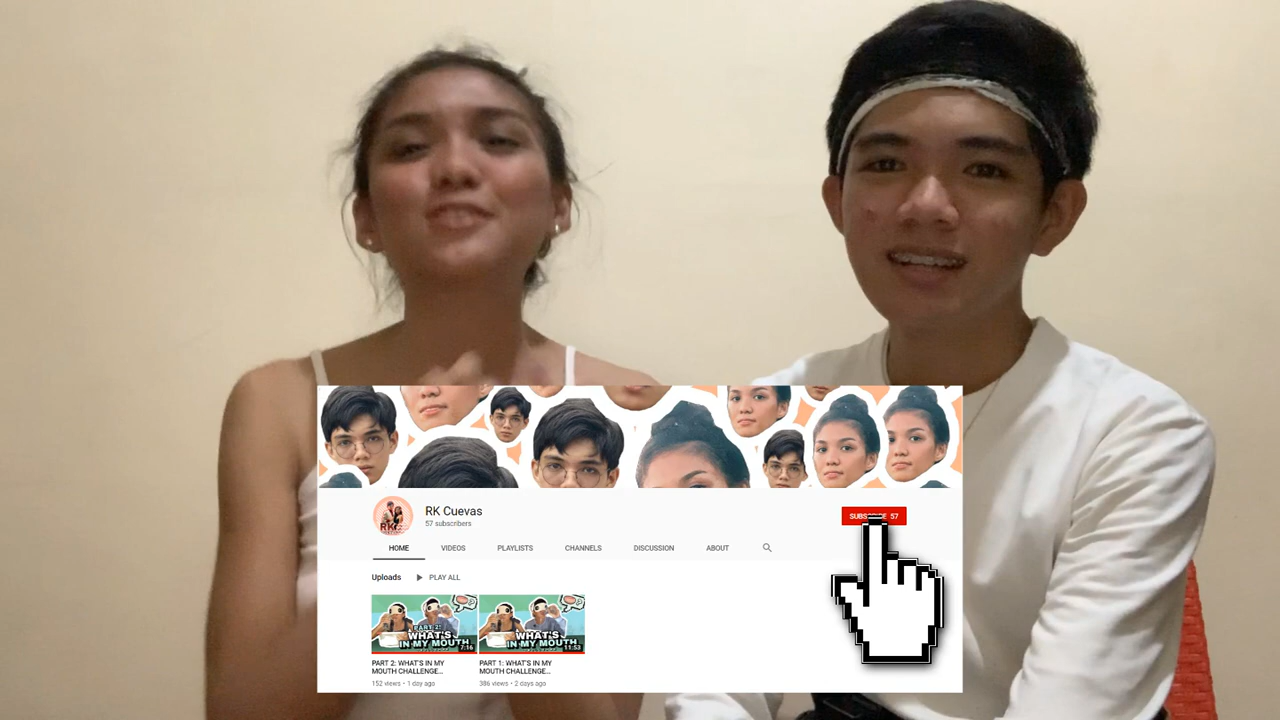 RK Cuevas
57 subscribers
57
HOME VIDEOS PLAYLISTS CHANNELS DISCUSSION ABOUT
Uploads PLAY ALL
PART 2!
WHAT'S
IN MY MOUTH
7:16
WHAT'S
IN MY MOUTH
11:53
PART 2: WHAT'S IN MY
MOUTH CHALLENGE...
152 views • 1 day ago
PART 1: WHAT'S IN MY
MOUTH CHALLENGE...
386 views • 2 days ago